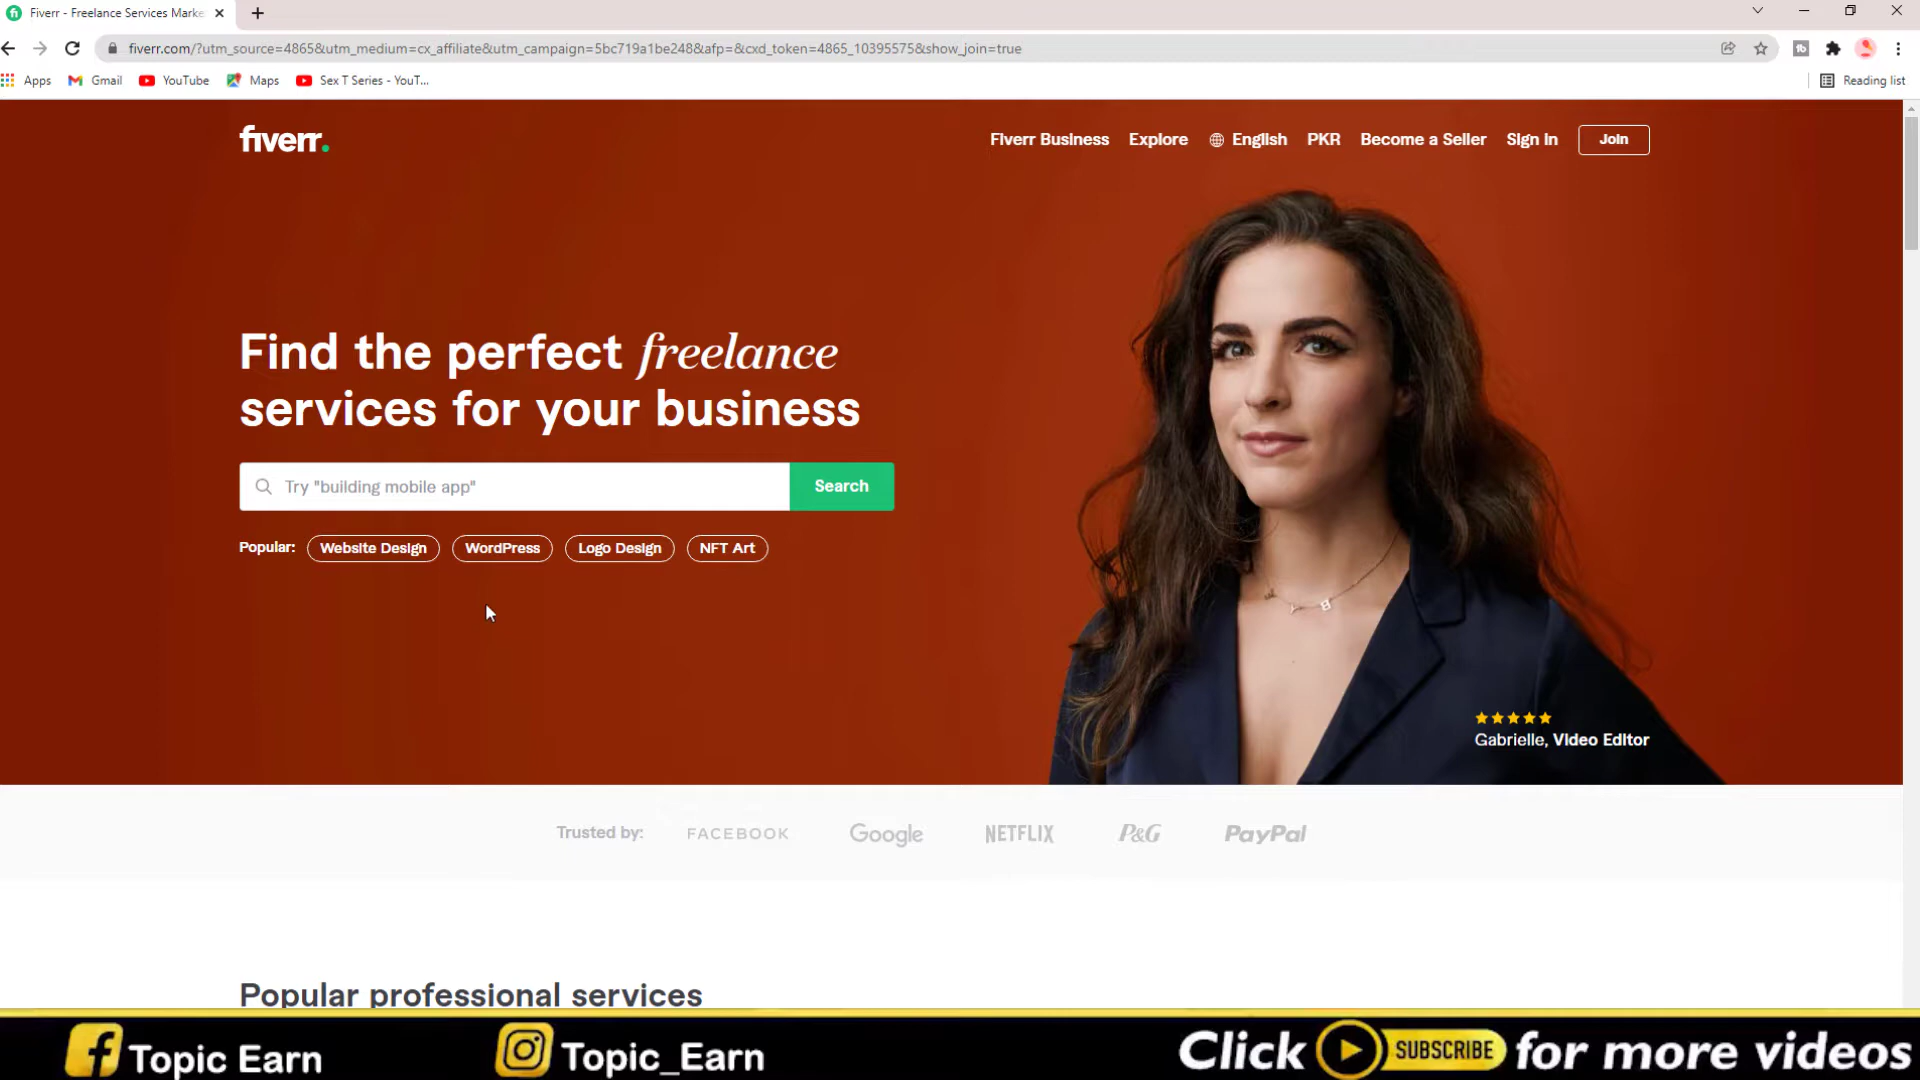 Fiverr - Freelance Services Marke
fiverr.com/?utm_source=4865&utm_medium=cx_affiliate&utm_campaign=5bc719a1be248&afp=&cxd_token=4865_10395575&show_join=true
Apps Gmail YouTube Maps Sex T Series - YouT... Reading list
fiverr. Fiverr Business Explore English PKR Become a Seller Sign In Join
Find the perfect freelance
services for your business
Try "building mobile app" Search
Popular: Website Design WordPress Logo Design NFT Art
Gabrielle, Video Editor
Trusted by: FACEBOOK Google NETFLIX P&G PayPal
Popular professional services
Topic Earn Topic_Earn Click SUBSCRIBE for more videos